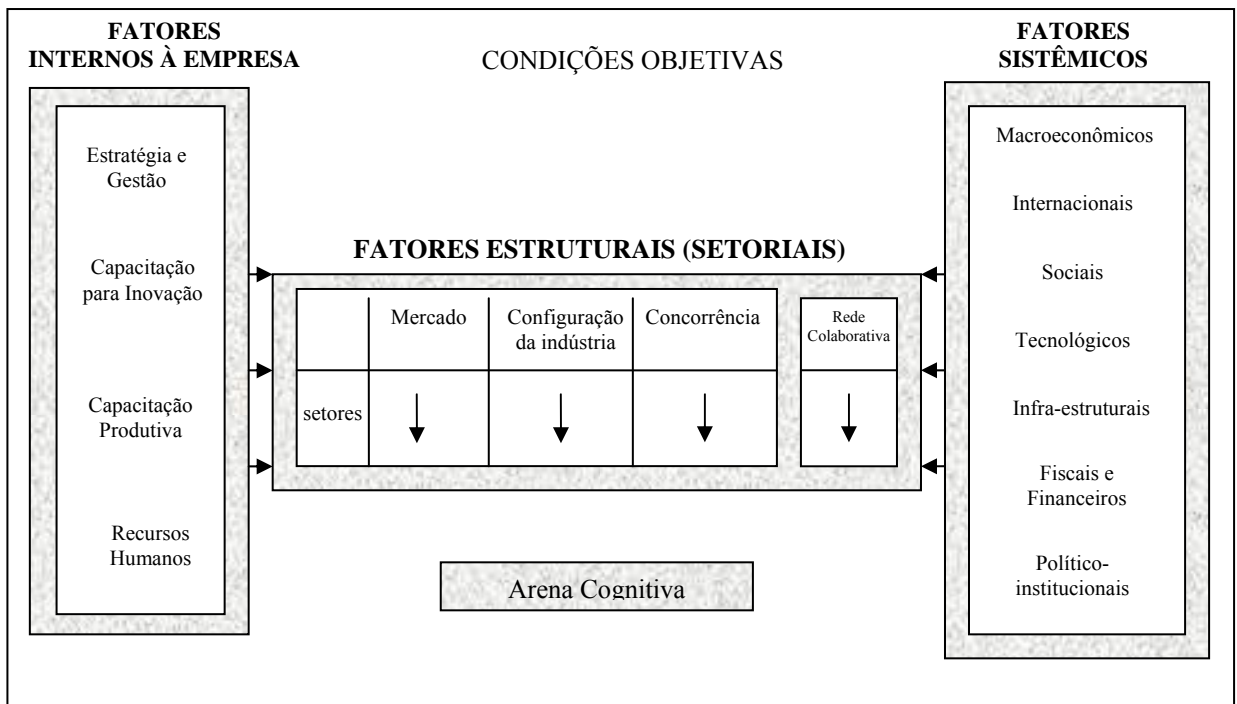 FATORES
INTERNOS À EMPRESA
CONDIÇÕES OBJETIVAS
FATORES
SISTÊMICOS
Estratégia e
Gestão
Capacitação
para Inovação
Capacitação
Produtiva
Recursos
Humanos
FATORES ESTRUTURAIS (SETORIAIS)
Mercado
Configuração
da indústria
Concorrência
Rede
Colaborativa
setores
Arena Cognitiva
Macroeconômicos
Internacionais
Sociais
Tecnológicos
Infra-estruturais
Fiscais e
Financeiros
Político-
institucionais